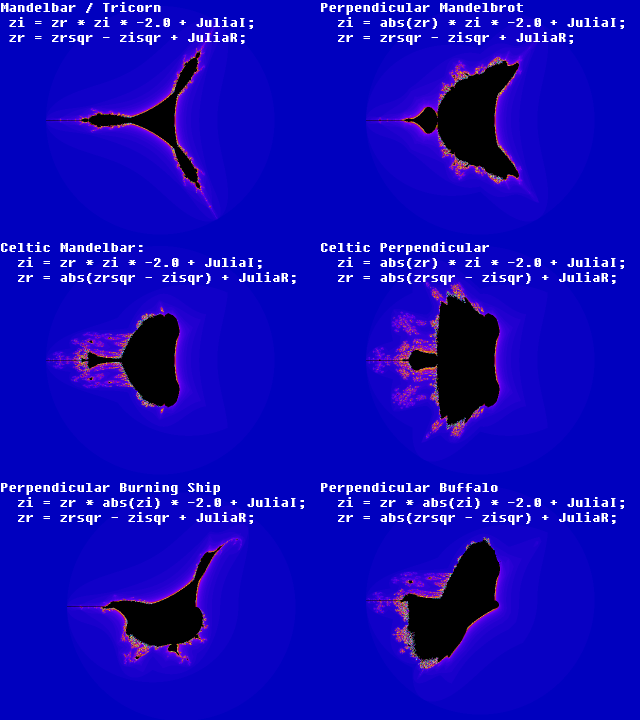 Mandelbar / Tricorn
zi = zr * zi * -2.0 + JuliaI;
zr = zrsqr - zisqr + JuliaR;
Perpendicular Mandelbrot
zi = abs(zr) * zi * -2.0 + JuliaI;
zr = zrsqr - zisqr + JuliaR;
Celtic Mandelbar:
zi = zr * zi * -2.0 + JuliaI;
zr = abs(zrsqr - zisqr) + JuliaR;
Celtic Perpendicular
zi = abs(zr) * zi * -2.0 + JuliaI;
zr = abs(zrsqr - zisqr) + JuliaR;
Perpendicular Burning Ship
zi = zr * abs(zi) * -2.0 + JuliaI;
zr = zrsqr - zisqr + JuliaR;
Perpendicular Buffalo
zi = zr * abs(zi) * -2.0 + JuliaI;
zr = abs(zrsqr - zisqr) + JuliaR;